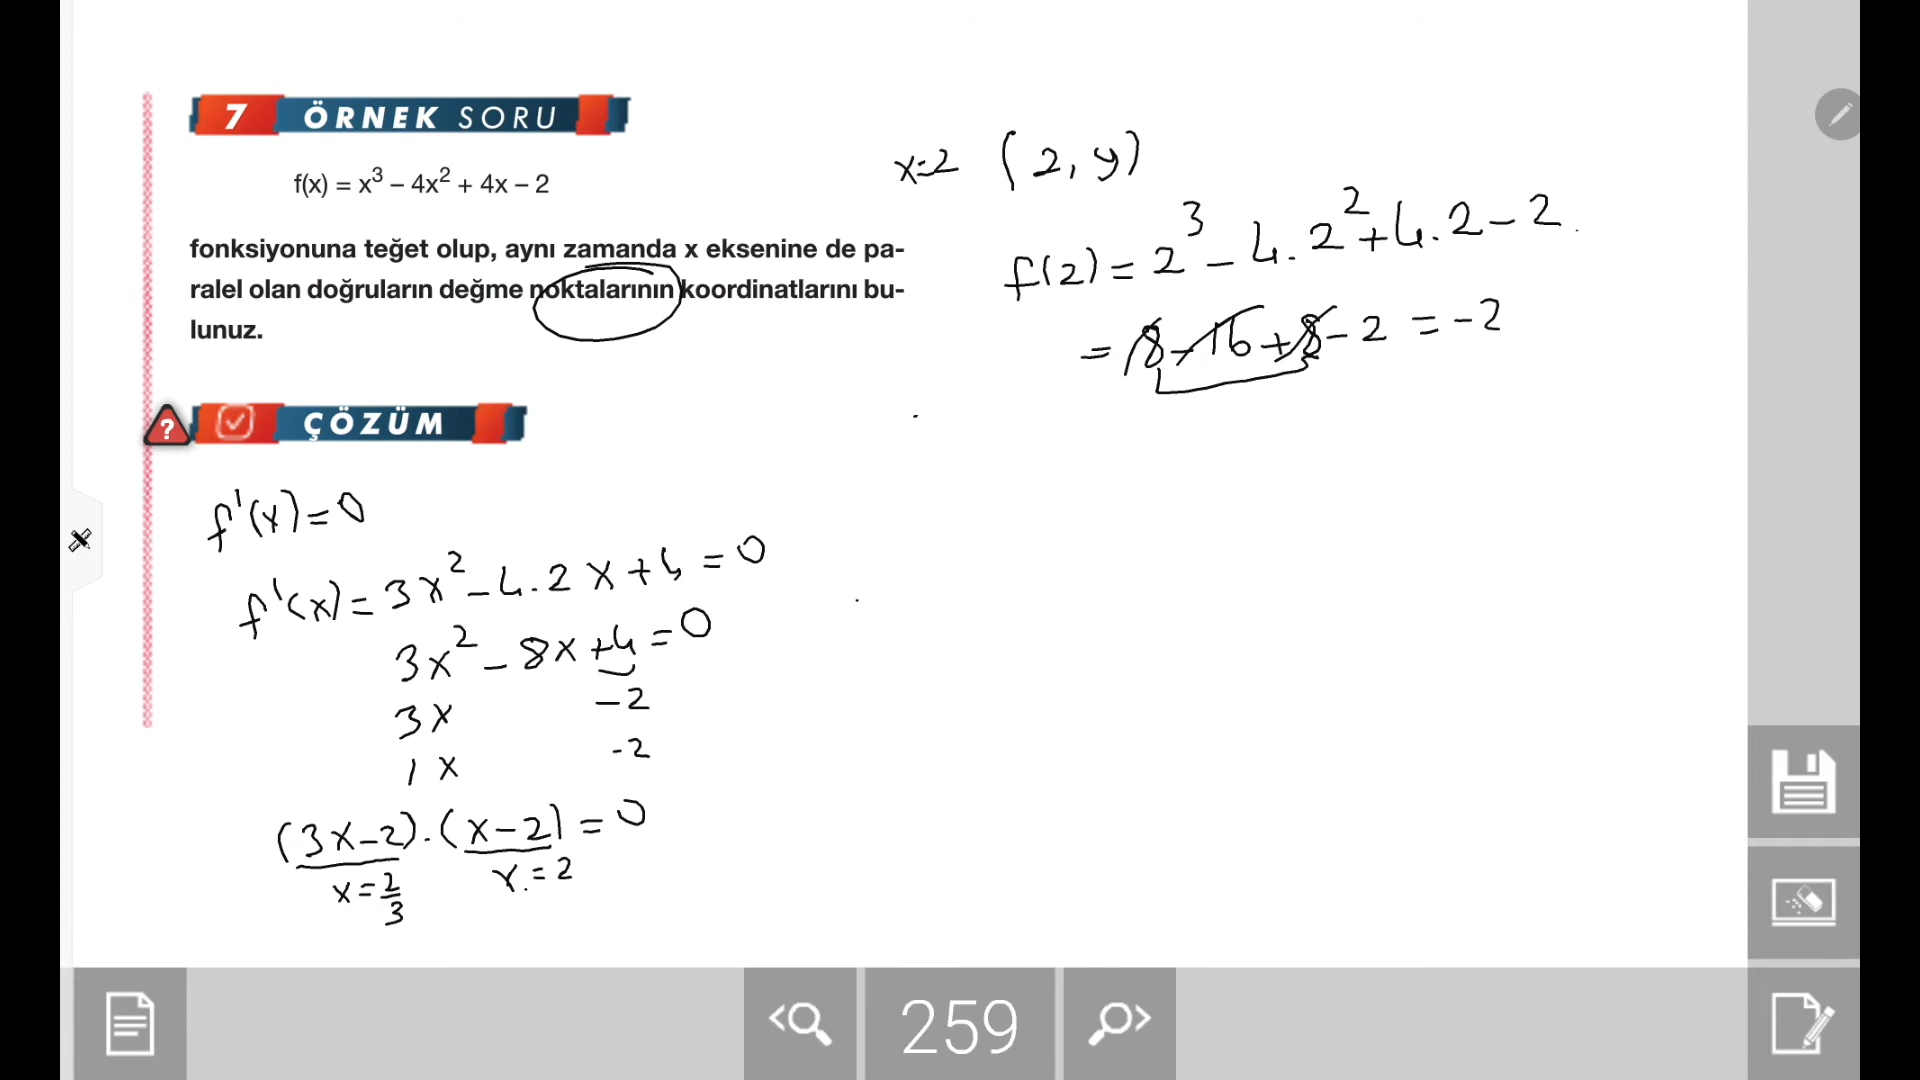 7 ÖRNEK SORU
f(x) = x³ – 4x² + 4x – 2
fonksiyonuna teğet olup, aynı zamanda x eksenine de pa-
ralel olan doğruların değme noktalarının koordinatlarını bu-
lunuz.
? ÇÖZÜM
f'(x)=0
f'(x)=3x²-4.2x+4=0
3x²-8x+4=0
3x -2
1x -2
(3x-2).(x-2)=0
x=2/3 x=2
x=2 (2,y)
f(2)=2³-4.2²+4.2-2
=8-16+8-2=-2
<🔍 259 🔍>